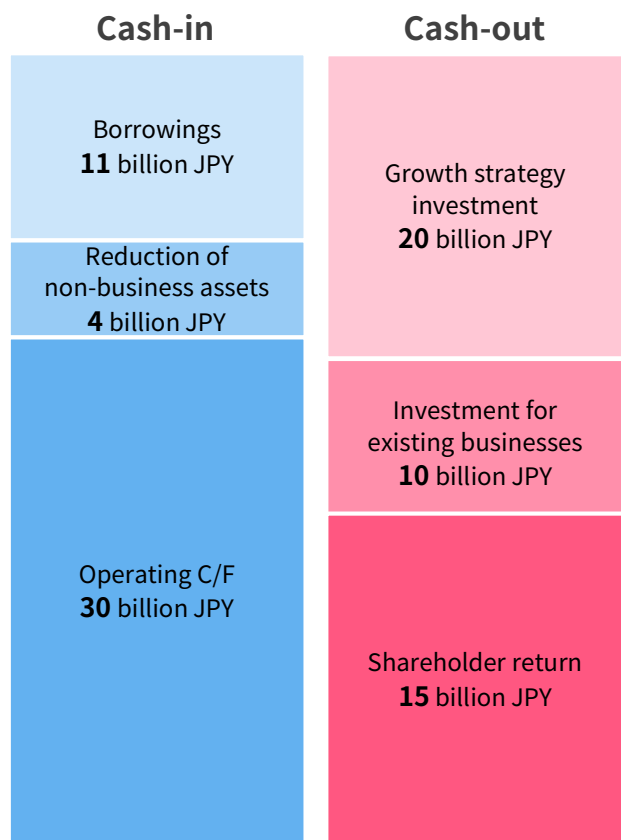 Cash-in
Borrowings
11 billion JPY
Reduction of
non-business assets
4 billion JPY
Operating C/F
30 billion JPY
Cash-out
Growth strategy
investment
20 billion JPY
Investment for
existing businesses
10 billion JPY
Shareholder return
15 billion JPY